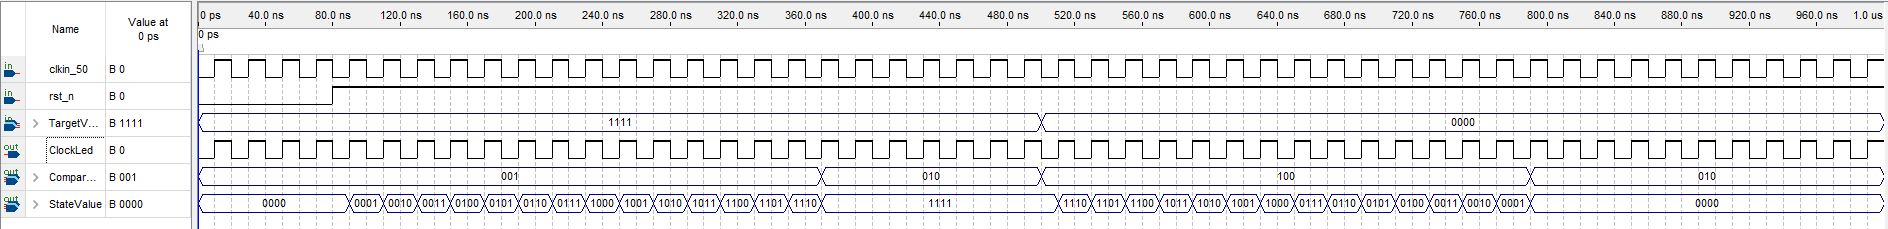 Name
Value at
0 ps
0 ps 40.0 ns 80.0 ns 120.0 ns 160.0 ns 200.0 ns 240.0 ns 280.0 ns 320.0 ns 360.0 ns 400.0 ns 440.0 ns 480.0 ns 520.0 ns 560.0 ns 600.0 ns 640.0 ns 680.0 ns 720.0 ns 760.0 ns 800.0 ns 840.0 ns 880.0 ns 920.0 ns 960.0 ns 1.0 us
0 ps
in clkin_50 B 0
in rst_n B 0
in TargetV... B 1111 1111 0000
out ClockLed B 0
out Compar... B 001 001 010 100 010
out StateValue B 0000 0000 0001 0010 0011 0100 0101 0110 0111 1000 1001 1010 1011 1100 1101 1110 1111 1110 1101 1100 1011 1010 1001 1000 0111 0110 0101 0100 0011 0010 0001 0000